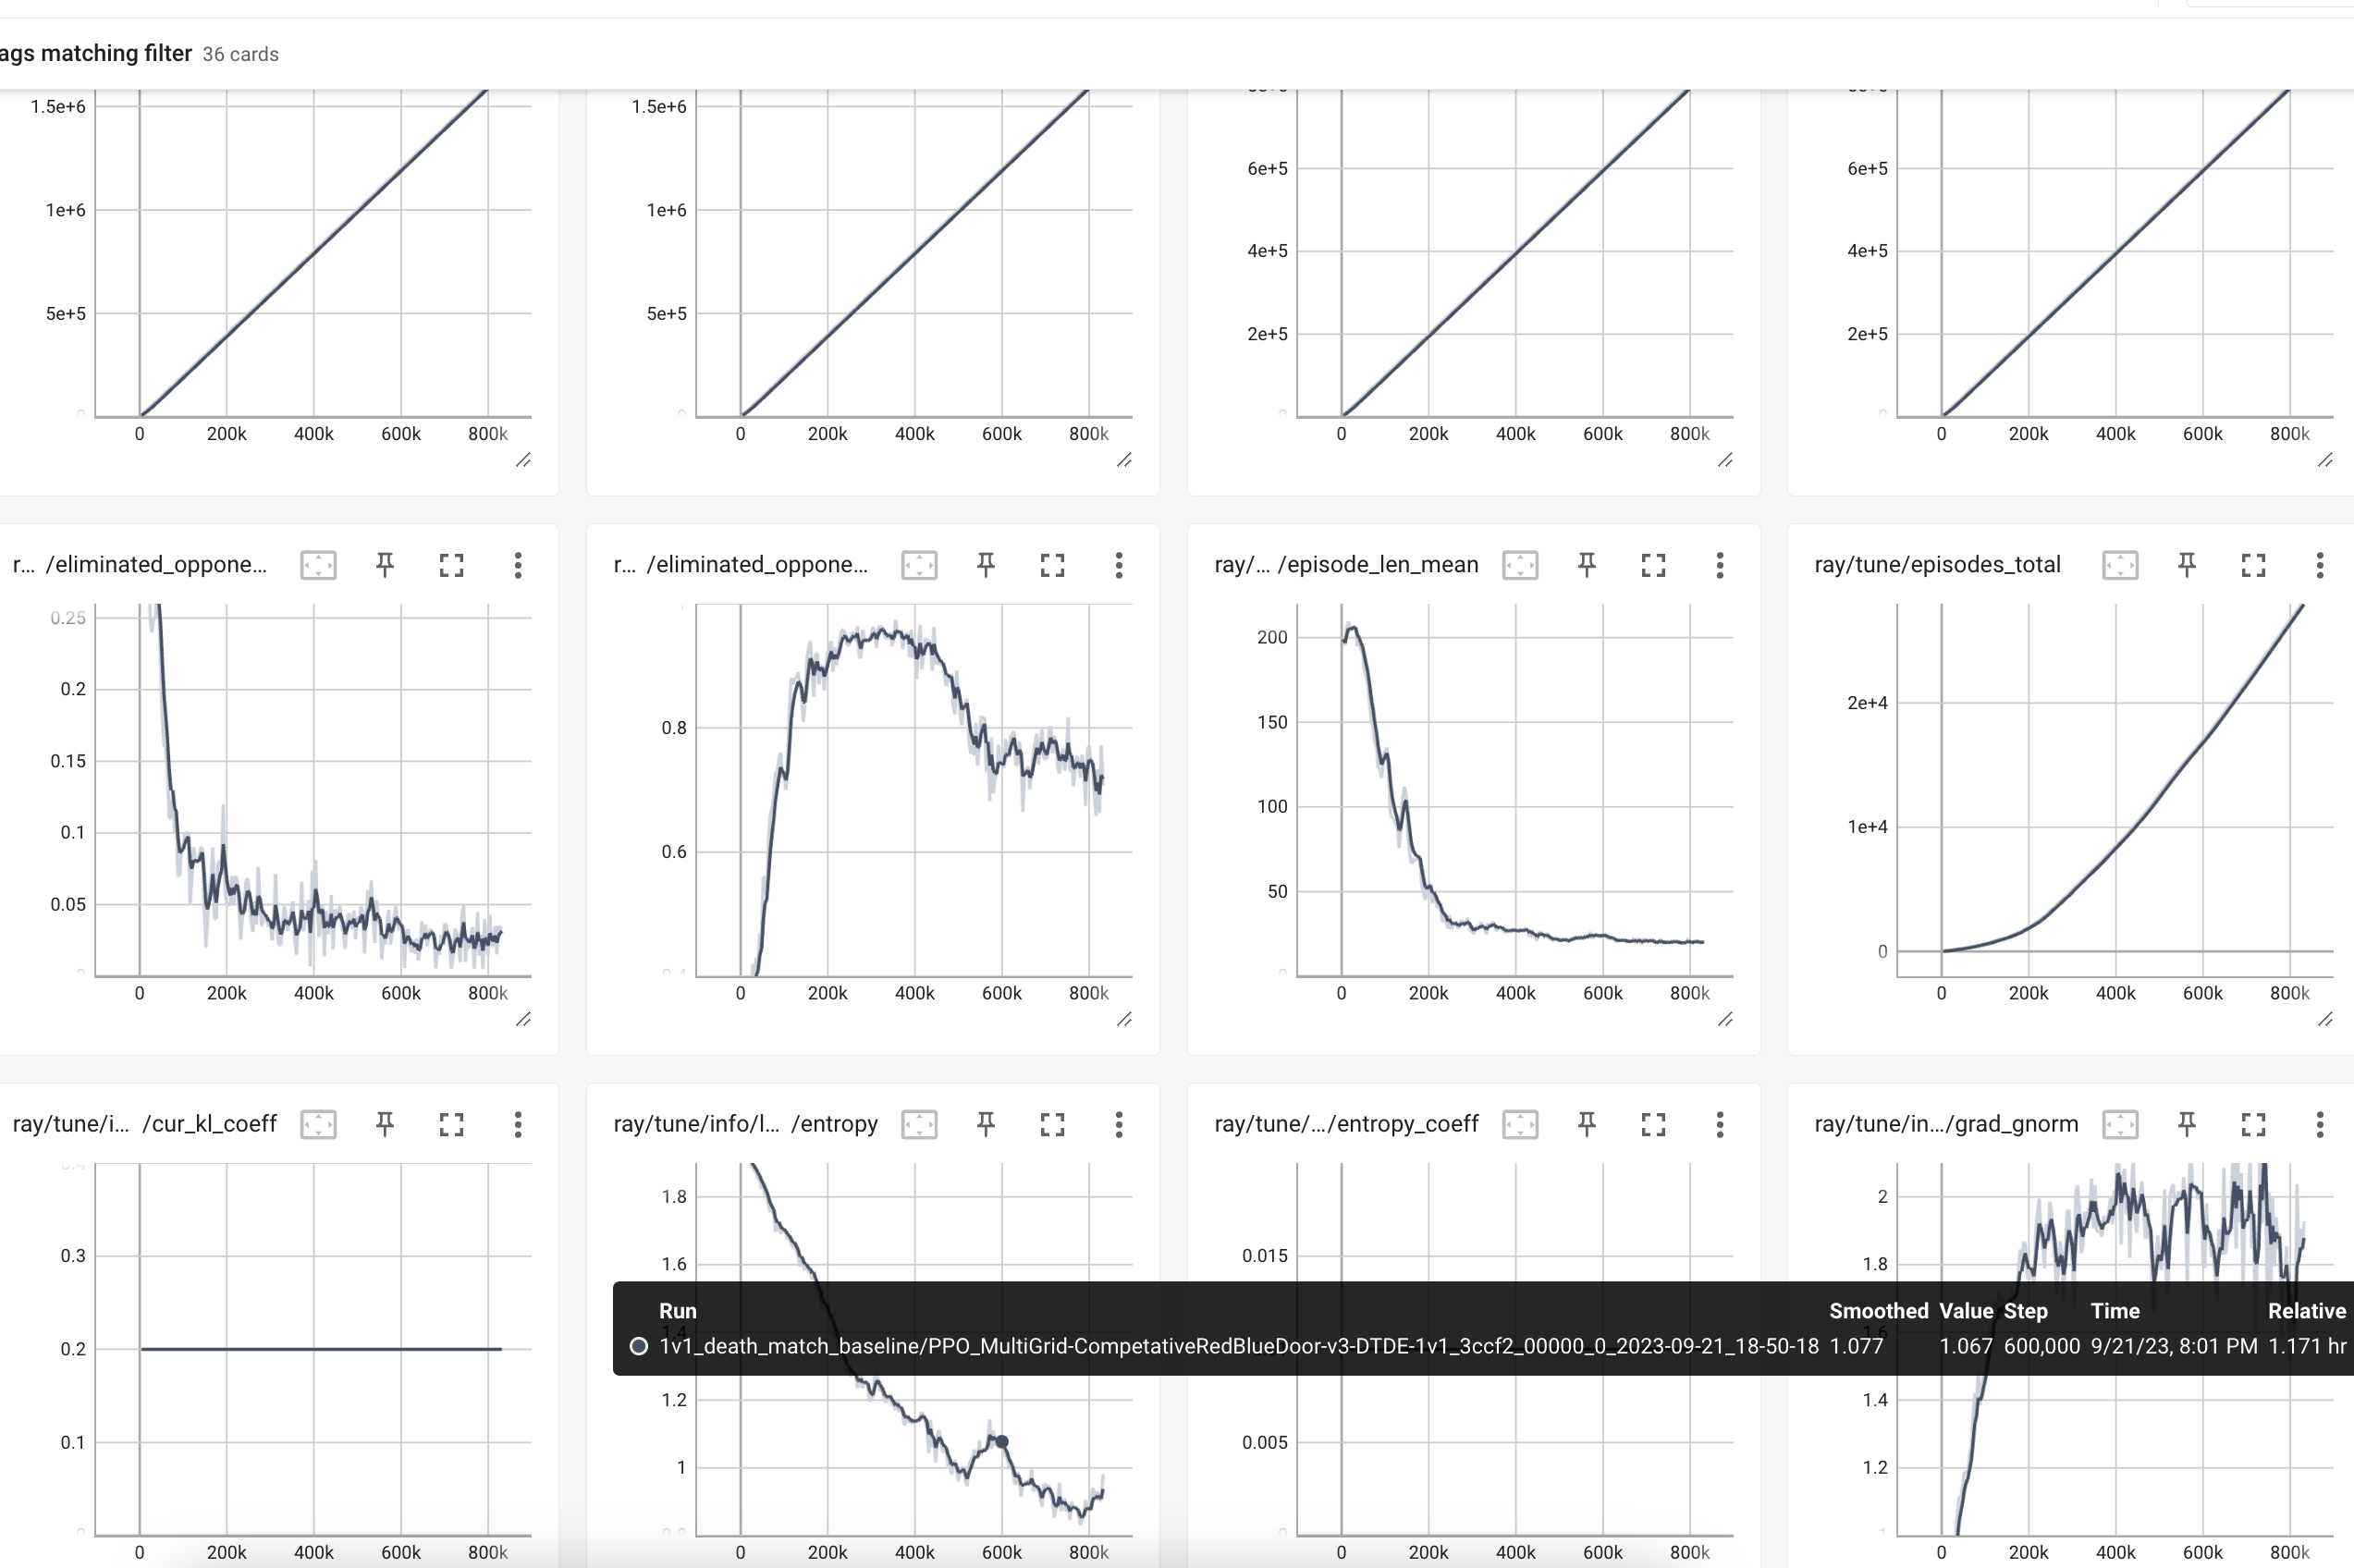 ags matching filter 36 cards
1.5e+6
1e+6
5e+5
0 200k 400k 600k 800k
1.5e+6
1e+6
5e+5
0 200k 400k 600k 800k
6e+5
4e+5
2e+5
0 200k 400k 600k 800k
6e+5
4e+5
2e+5
0 200k 400k 600k 800k
r... /eliminated_oppone...
0.25
0.2
0.15
0.1
0.05
0 200k 400k 600k 800k
r... /eliminated_oppone...
0.8
0.6
0 200k 400k 600k 800k
ray/... /episode_len_mean
200
150
100
50
0 200k 400k 600k 800k
ray/tune/episodes_total
2e+4
1e+4
0
0 200k 400k 600k 800k
ray/tune/i... /cur_kl_coeff
0.3
0.2
0.1
0 200k 400k 600k 800k
ray/tune/info/l... /entropy
1.8
1.6
1.4
1.2
1
0 200k 400k 600k 800k
ray/tune/.../entropy_coeff
0.015
0.005
0 200k 400k 600k 800k
ray/tune/in.../grad_gnorm
2
1.8
1.6
1.4
1.2
1
0 200k 400k 600k 800k
Run Smoothed Value Step Time Relative
1v1_death_match_baseline/PPO_MultiGrid-CompetativeRedBlueDoor-v3-DTDE-1v1_3ccf2_00000_0_2023-09-21_18-50-18 1.077 1.067 600,000 9/21/23, 8:01 PM 1.171 hr